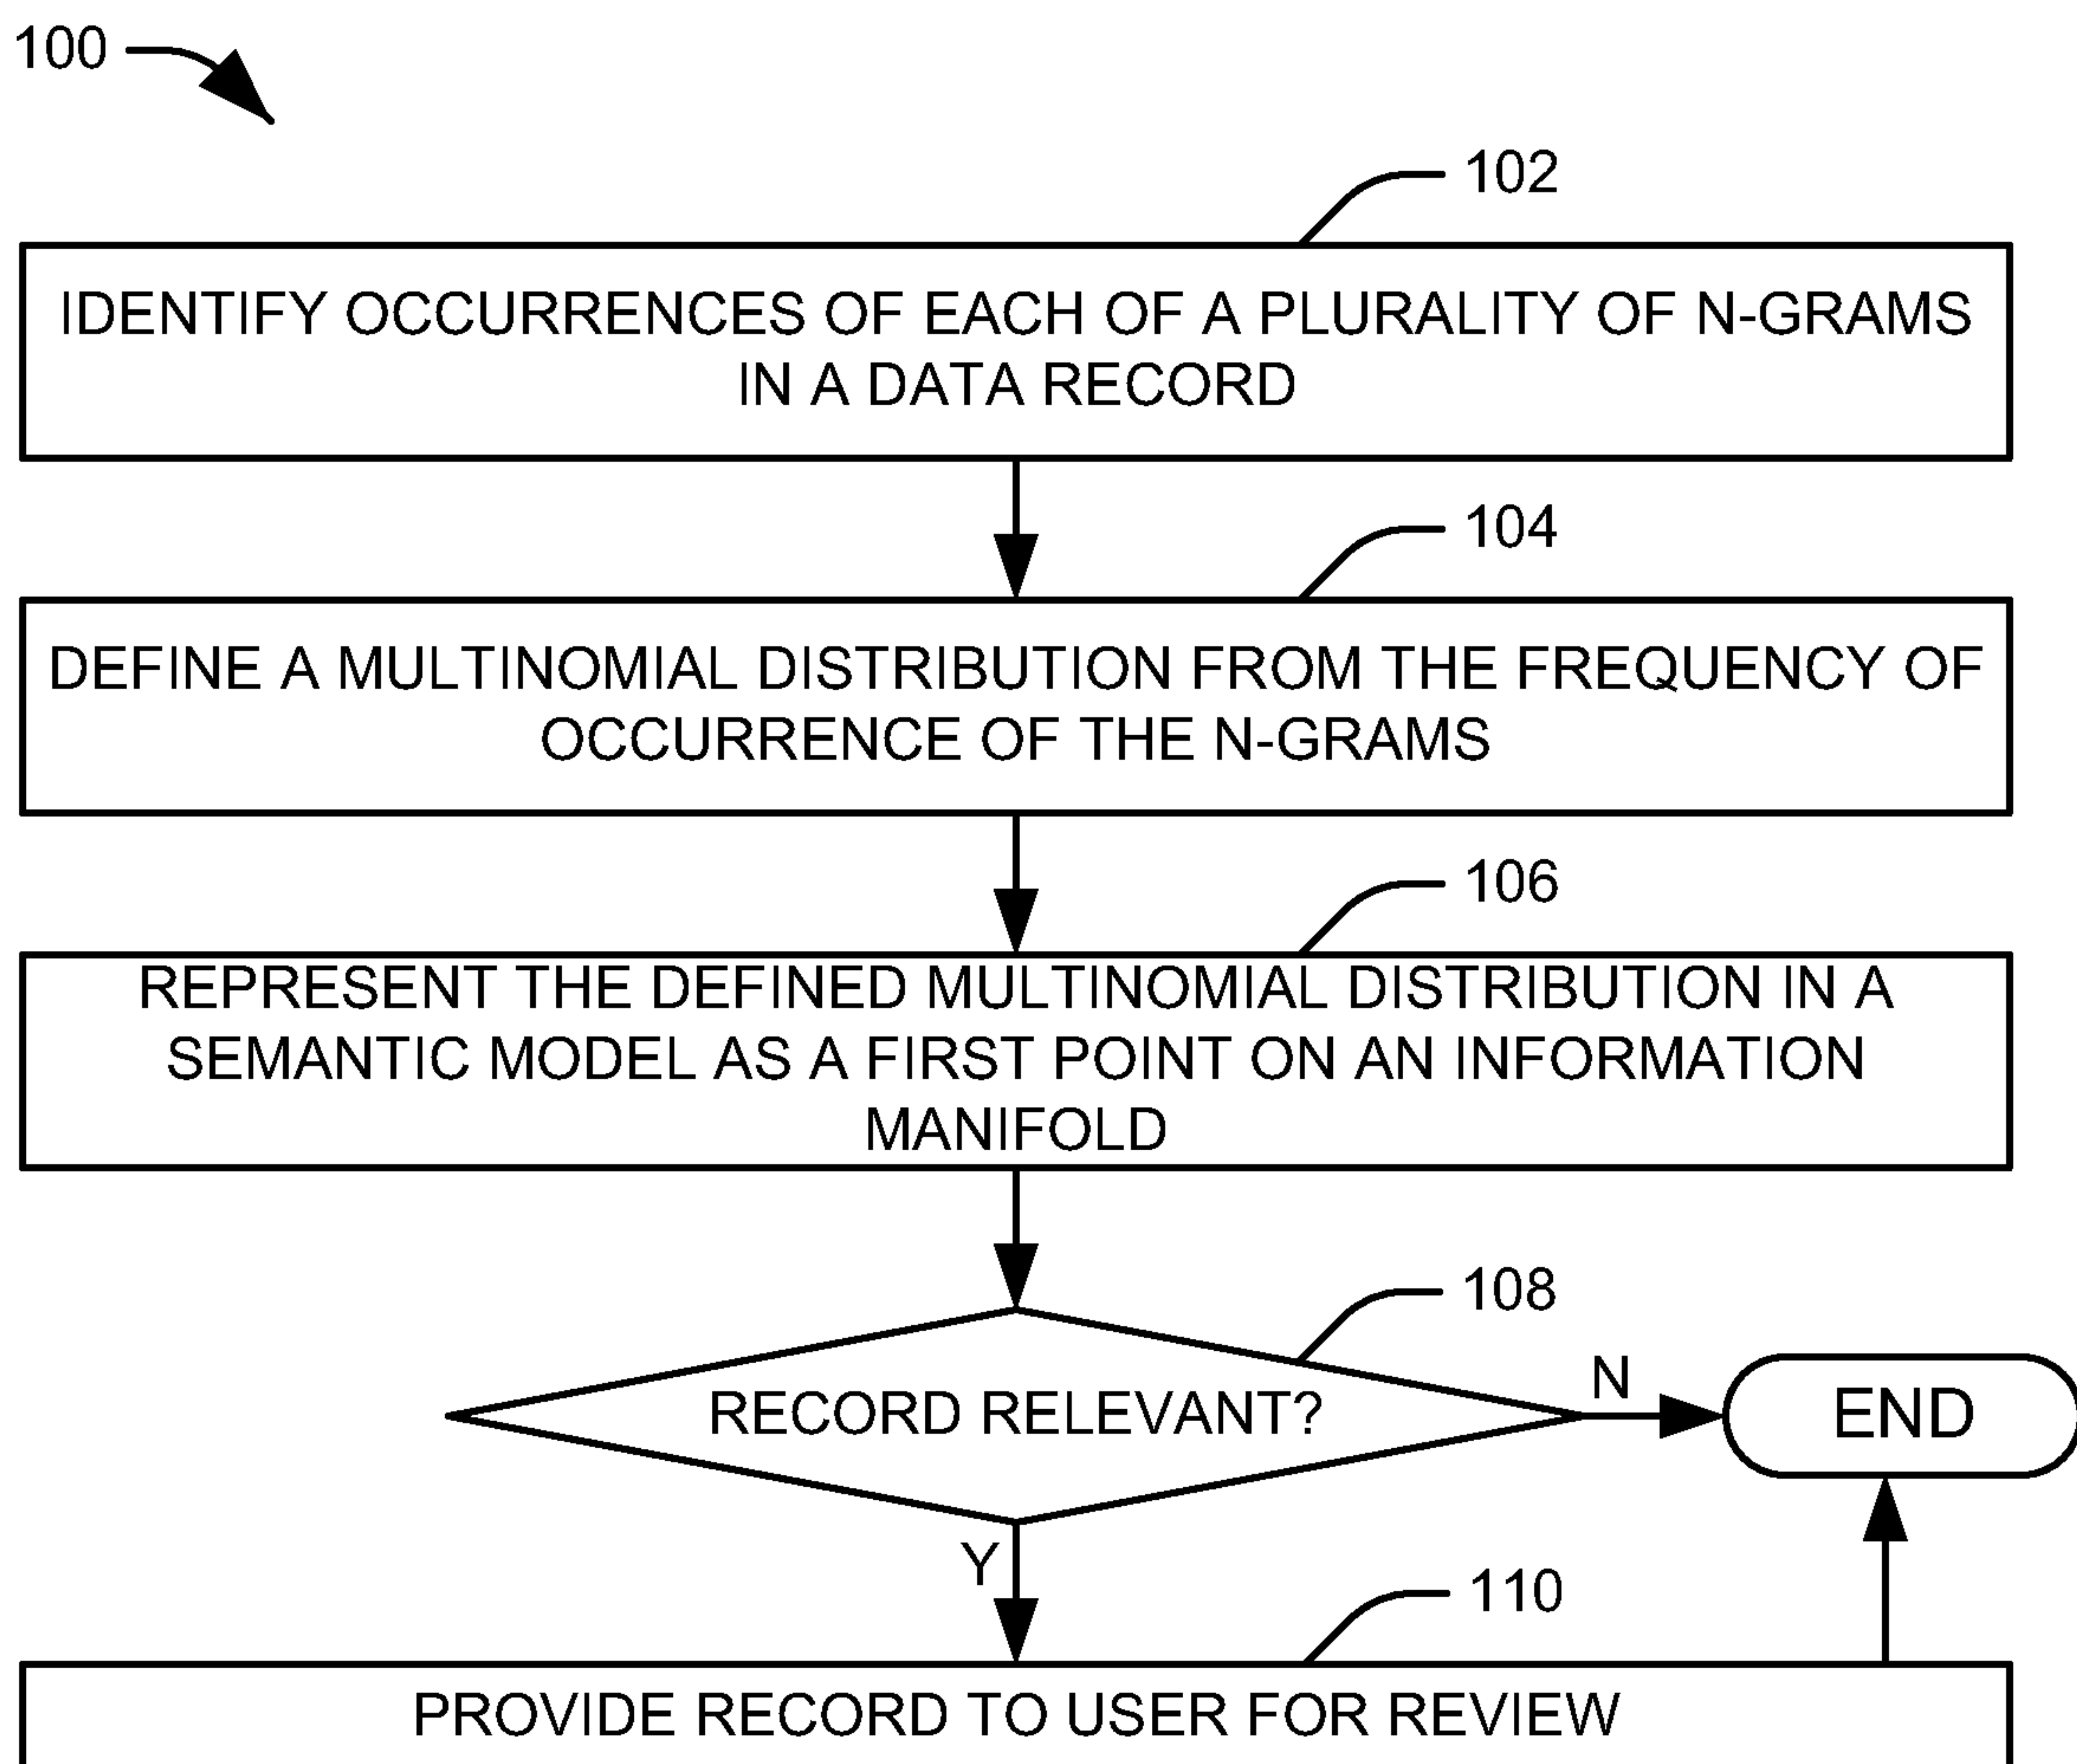 100
102
IDENTIFY OCCURRENCES OF EACH OF A PLURALITY OF N-GRAMS
IN A DATA RECORD
104
DEFINE A MULTINOMIAL DISTRIBUTION FROM THE FREQUENCY OF
OCCURRENCE OF THE N-GRAMS
106
REPRESENT THE DEFINED MULTINOMIAL DISTRIBUTION IN A
SEMANTIC MODEL AS A FIRST POINT ON AN INFORMATION
MANIFOLD
108
RECORD RELEVANT?
N
END
Y
110
PROVIDE RECORD TO USER FOR REVIEW